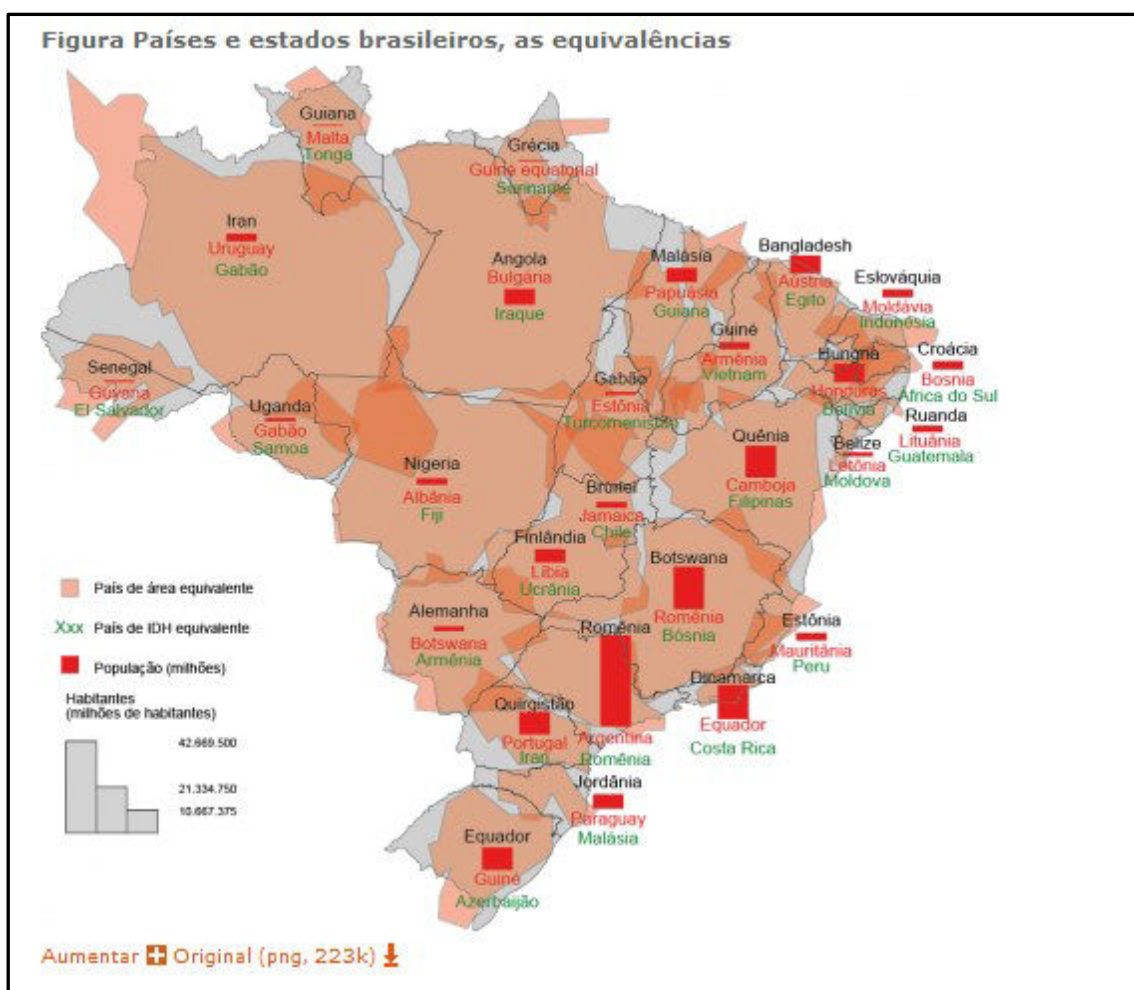 Figura Países e estados brasileiros, as equivalências
Guiana
Malta
Tonga
Grécia
Guiné equatorial
Suriname
Iran
Uruguay
Gabão
Angola
Bulgária
Iraque
Malásia
Papuásia
Guiana
Bangladesh
Áustria
Egito
Eslováquia
Moldávia
Indonésia
Guiné
Armênia
Vietnam
Honduras
Bolívia
Croácia
Bosnia
África do Sul
Senegal
Guyana
El Salvador
Uganda
Gabão
Samoa
Gabão
Estônia
Turcomenistão
Ruanda
Lituânia
Guatemala
Belize
Letônia
Moldova
Quênia
Camboja
Filipinas
Nigeria
Albânia
Fiji
Brunei
Jamaica
Chile
Finlândia
Líbia
Ucrânia
Botswana
Romênia
Bósnia
Alemanha
Botswana
Armênia
Estônia
Mauritânia
Peru
Romênia
Argentina
Romênia
Dinamarca
Equador
Costa Rica
Quirgistão
Portugal
Iran
Jordânia
Paraguay
Malásia
Equador
Guiné
Azerbaijão
País de área equivalente
Xxx País de IDH equivalente
População (milhões)
Habitantes
(milhões de habitantes)
42.669.500
21.334.750
10.667.375
Aumentar Original (png, 223k)